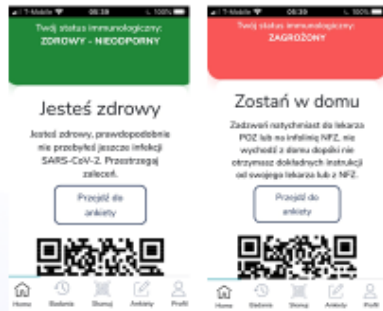 T-Mobile 05:39 100%
Twój status immunologiczny:
ZDROWY - NIEODPORNY
Jesteś zdrowy
Jesteś zdrowy, prawdopodobnie
nie przebyłeś jeszcze infekcji
SARS-CoV-2. Przestrzegaj
zaleceń.
Przejdź do
ankiety
Home Badania Skanuj Ankiety Profil
T-Mobile 05:39 100%
Twój status immunologiczny:
ZAGROŻONY
Zostań w domu
Zadzwoń natychmiast do lekarza
POZ lub na infolinię NFZ, nie
wychodź z domu dopóki nie
otrzymasz dokładnych instrukcji
od swojego lekarza lub z NFZ.
Przejdź do
ankiety
Home Badania Skanuj Ankiety Profil